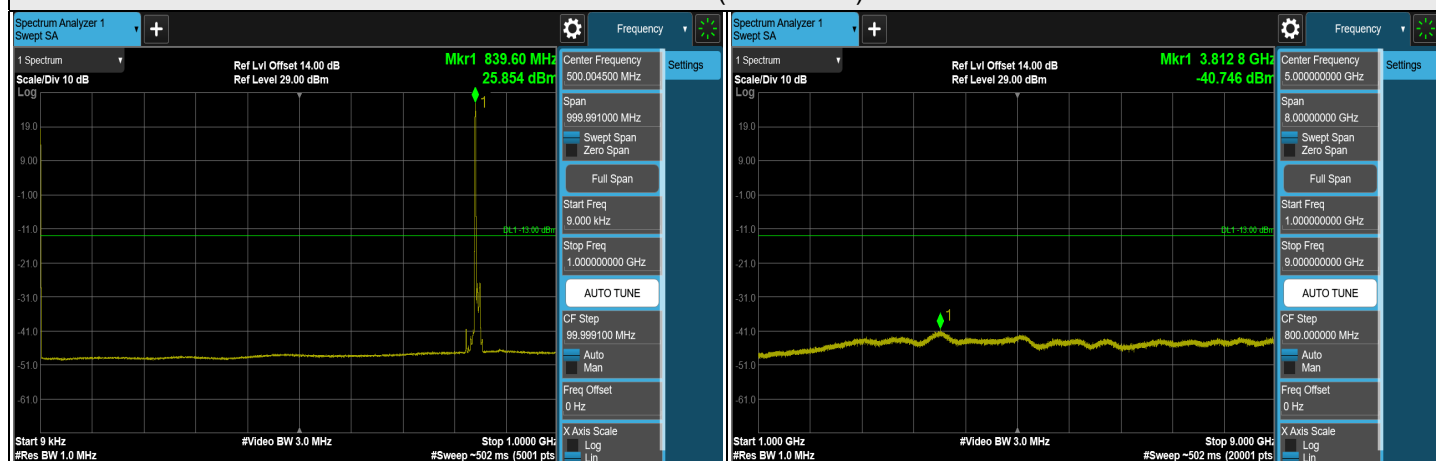 Spectrum Analyzer 1
Swept SA
+
Frequency
1 Spectrum
Scale/Div 10 dB
Log
Ref Lvl Offset 14.00 dB
Ref Level 29.00 dBm
Mkr1 839.60 MHz
25.854 dBm
1
19.0
9.00
-1.00
-11.0
-21.0
-31.0
-41.0
-51.0
-61.0
DL1 -13.00 dBm
Start 9 kHz
#Res BW 1.0 MHz
#Video BW 3.0 MHz
Stop 1.0000 GHz
#Sweep ~502 ms (5001 pts
Center Frequency
500.004500 MHz
Settings
Span
999.991000 MHz
Swept Span
Zero Span
Full Span
Start Freq
9.000 kHz
Stop Freq
1.000000000 GHz
AUTO TUNE
CF Step
99.999100 MHz
Auto
Man
Freq Offset
0 Hz
X Axis Scale
Log
Lin
Spectrum Analyzer 1
Swept SA
+
Frequency
1 Spectrum
Scale/Div 10 dB
Log
Ref Lvl Offset 14.00 dB
Ref Level 29.00 dBm
Mkr1 3.812 8 GHz
-40.746 dBm
1
19.0
9.00
-1.00
-11.0
-21.0
-31.0
-41.0
-51.0
-61.0
DL1 -13.00 dBm
Start 1.000 GHz
#Res BW 1.0 MHz
#Video BW 3.0 MHz
Stop 9.000 GHz
#Sweep ~502 ms (20001 pts
Center Frequency
5.000000000 GHz
Settings
Span
8.00000000 GHz
Swept Span
Zero Span
Full Span
Start Freq
1.000000000 GHz
Stop Freq
9.000000000 GHz
AUTO TUNE
CF Step
800.000000 MHz
Auto
Man
Freq Offset
0 Hz
X Axis Scale
Log
Lin